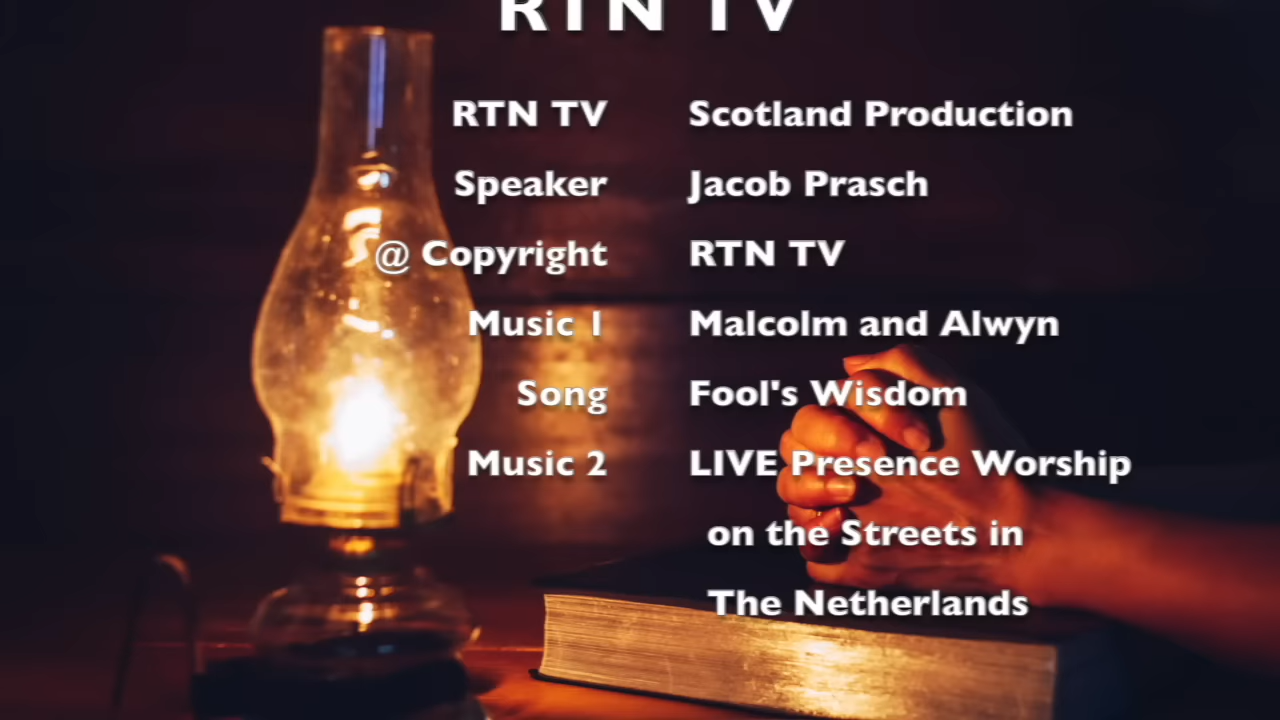 RTN TV
RTN TV Scotland Production
Speaker Jacob Prasch
@ Copyright RTN TV
Music 1 Malcolm and Alwyn
Song Fool's Wisdom
Music 2 LIVE Presence Worship
on the Streets in
The Netherlands